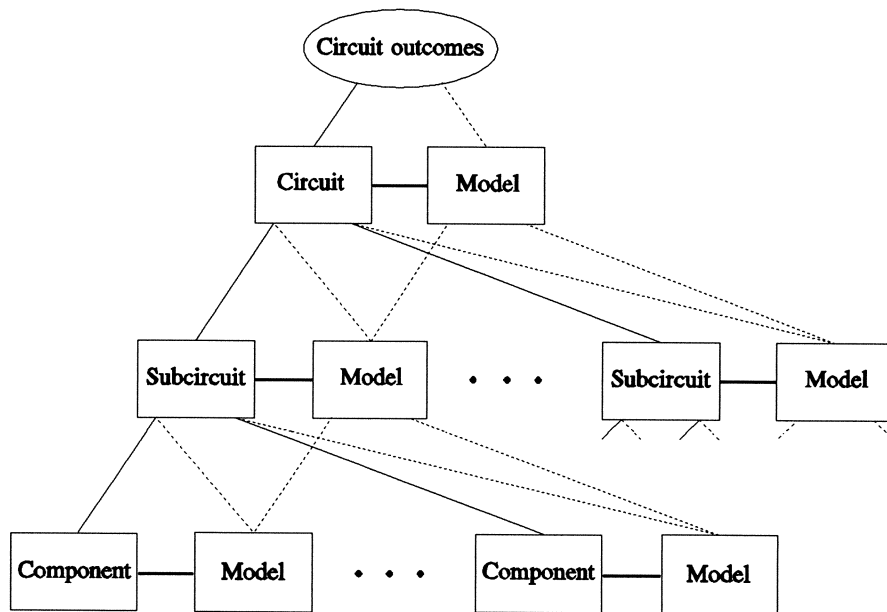 Circuit outcomes
Circuit
Model
Subcircuit
Model
Subcircuit
Model
Component
Model
Component
Model